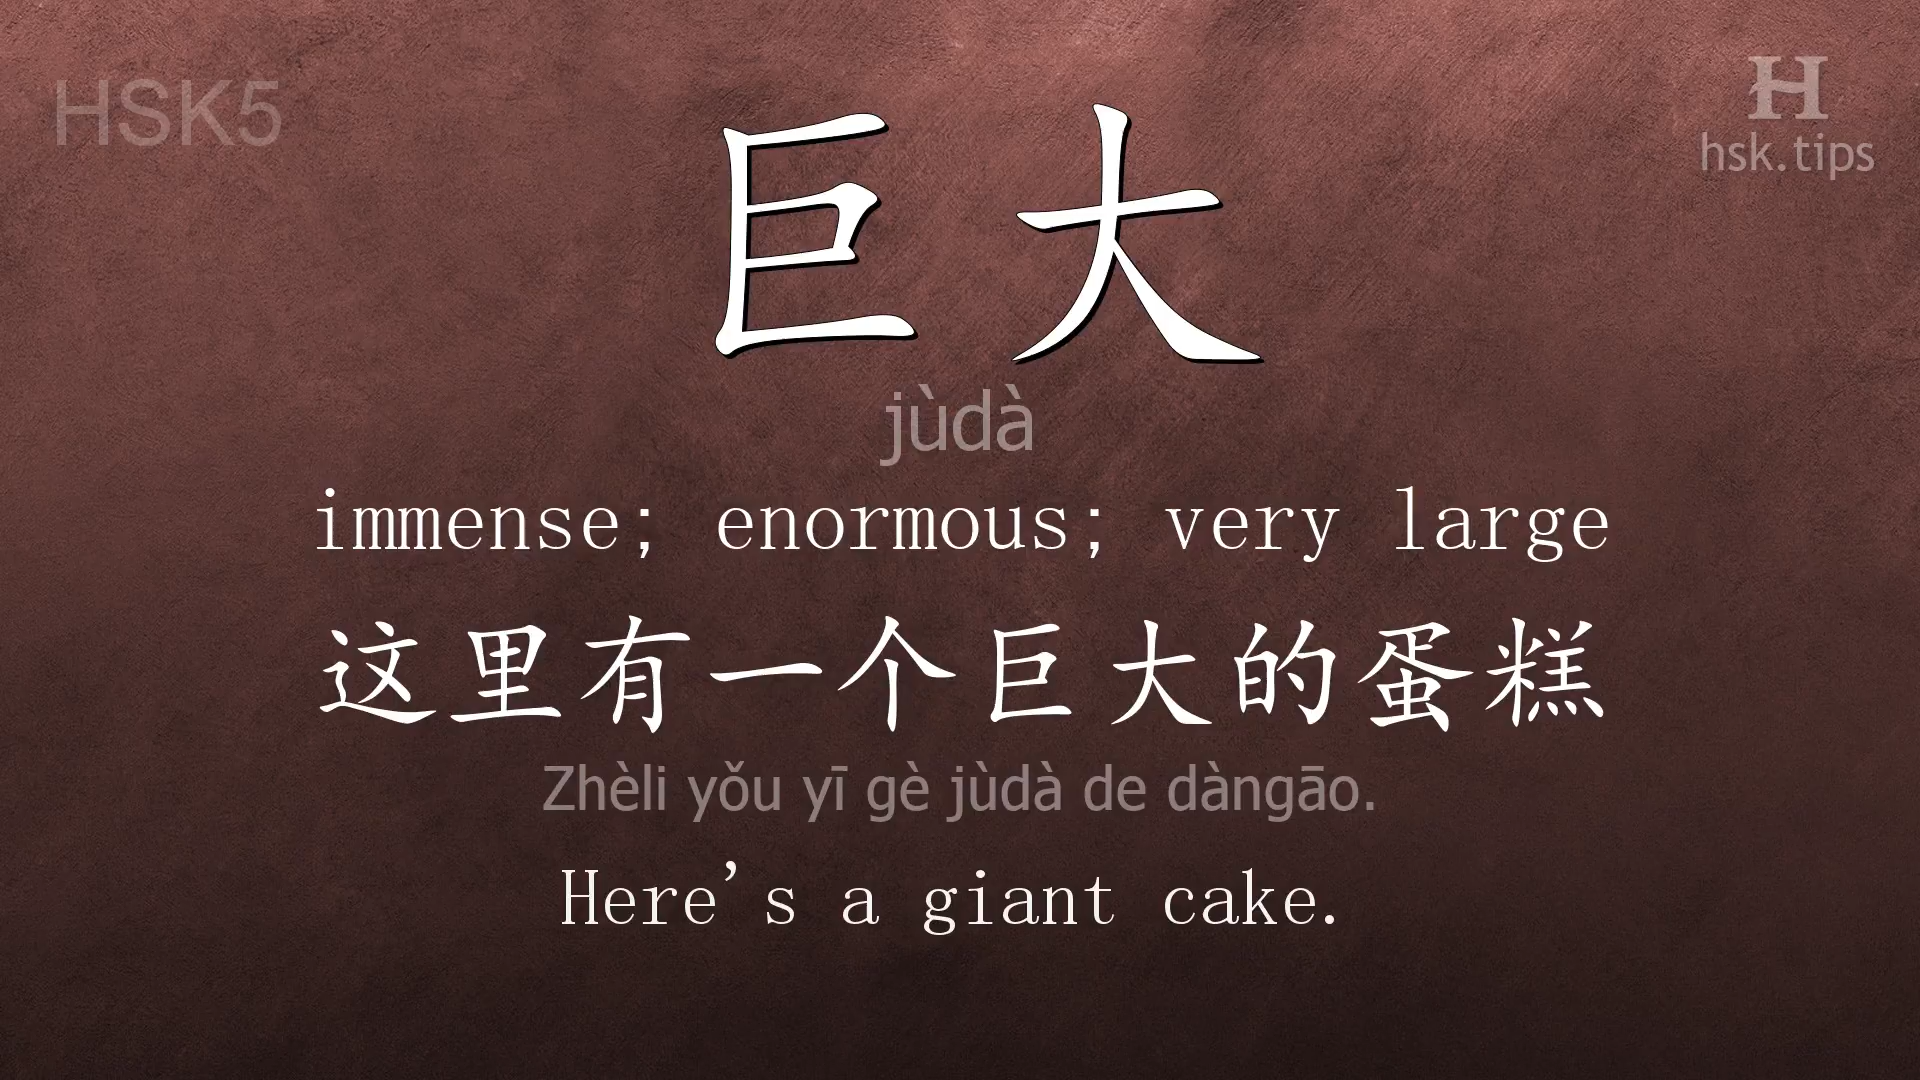 HSK5
H
hsk.tips
巨大
jùdà
immense; enormous; very large
这里有一个巨大的蛋糕
Zhèli yǒu yī gè jùdà de dàngāo.
Here's a giant cake.